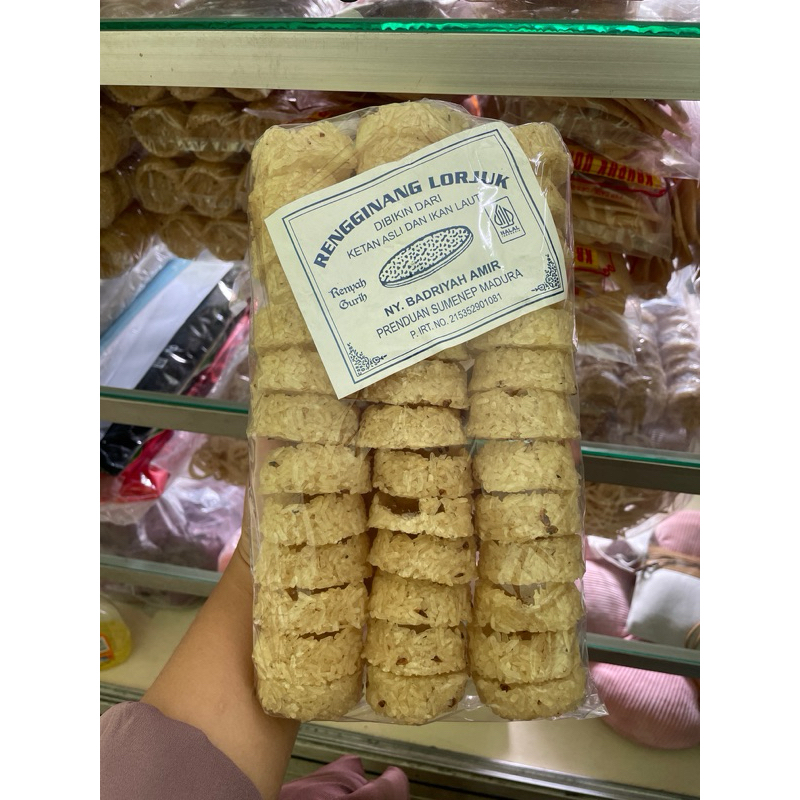 RENGGINANG LORJUK
DIBIKIN DARI
KETAN ASLI DAN IKAN LAUT
HALAL
Renyah
Gurih
NY. BADRIYAH AMIR
PRENDUAN SUMENEP MADURA
P.IRT.NO. 215352901081